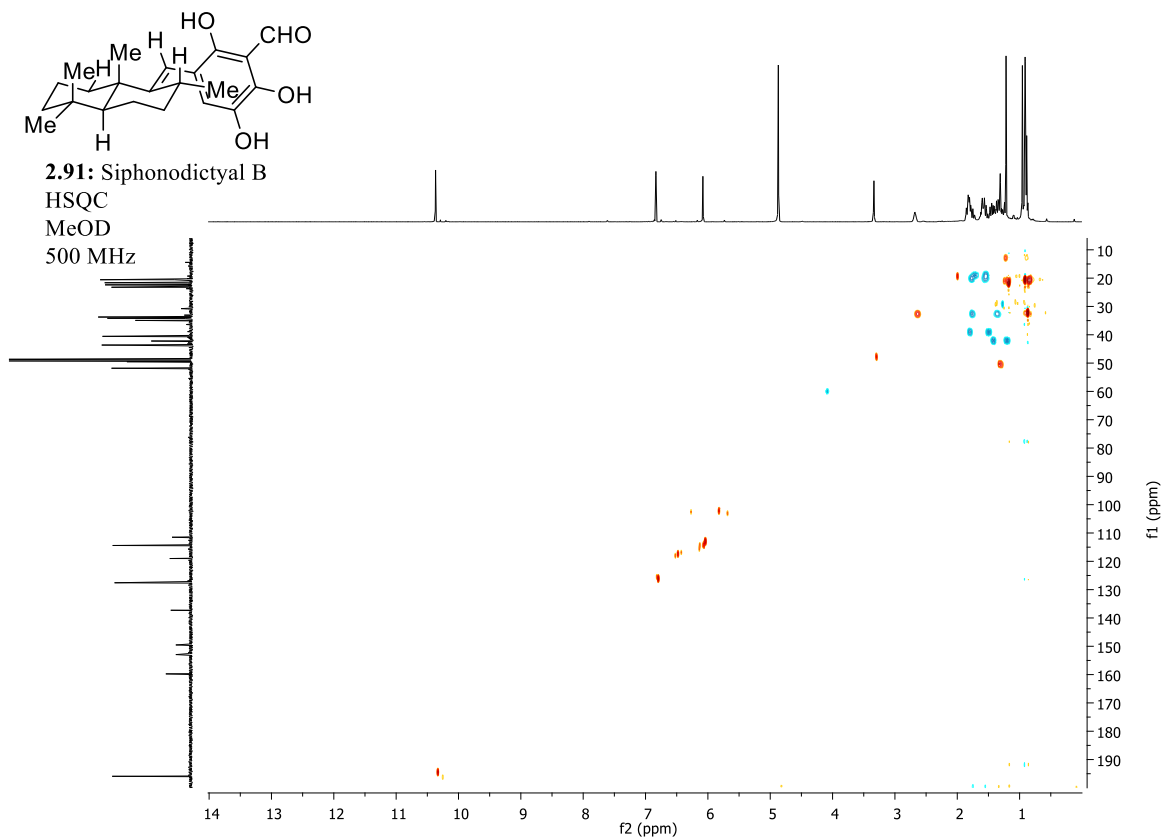 HO
H
CHO
Me
H
Me
H
Me
OH
Me
H
OH
2.91: Siphonodictyal B
HSQC
MeOD
500 MHz
10
20
30
40
50
60
70
80
90
100
110
120
130
140
150
160
170
180
190
f1 (ppm)
14 13 12 11 10 9 8 7 6 5 4 3 2 1
f2 (ppm)